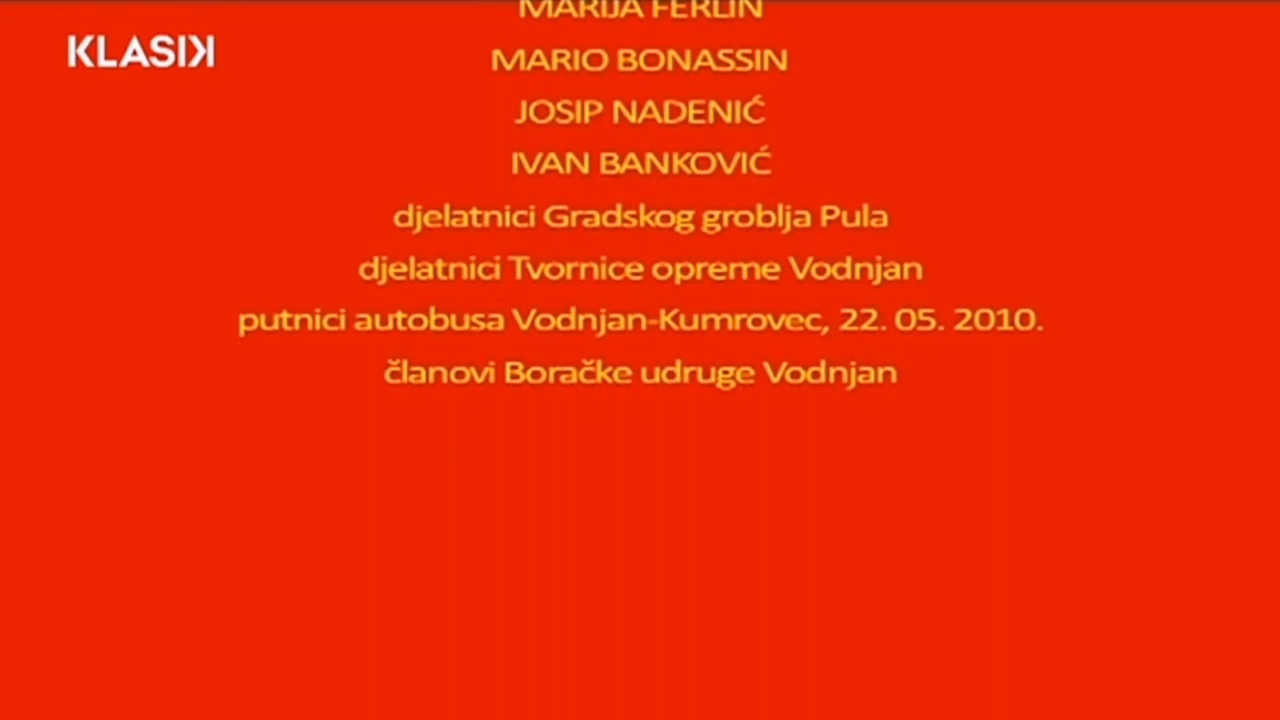 MARIJA FERLIN
KLASIK
MARIO BONASSIN
JOSIP NADENIĆ
IVAN BANKOVIĆ
djelatnici Gradskog groblja Pula
djelatnici Tvornice opreme Vodnjan
putnici autobusa Vodnjan-Kumrovec, 22. 05. 2010.
članovi Boračke udruge Vodnjan